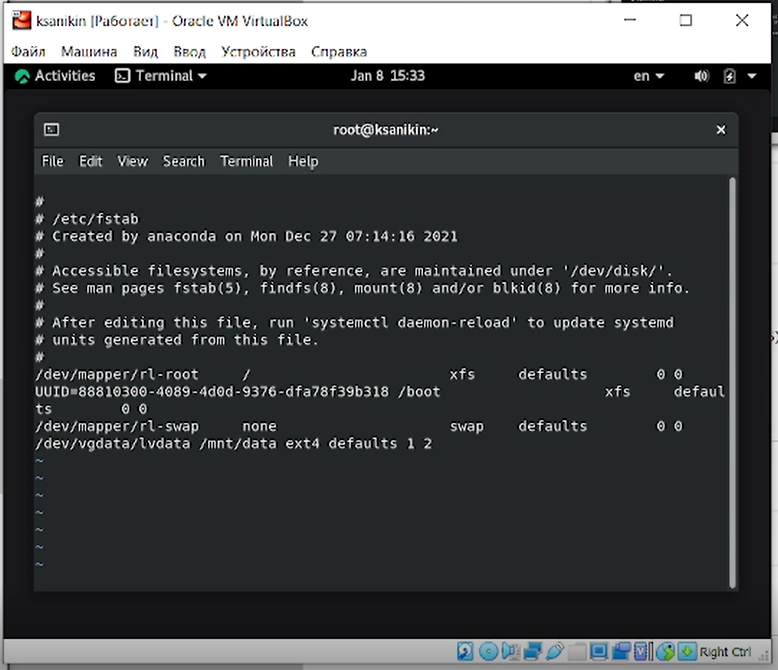 ksanikin [Работает] - Oracle VM VirtualBox
Файл Машина Вид Ввод Устройства Справка
Activities Terminal Jan 8 15:33 en
root@ksanikin:~
File Edit View Search Terminal Help
#
# /etc/fstab
# Created by anaconda on Mon Dec 27 07:14:16 2021
#
# Accessible filesystems, by reference, are maintained under '/dev/disk/'.
# See man pages fstab(5), findfs(8), mount(8) and/or blkid(8) for more info.
#
# After editing this file, run 'systemctl daemon-reload' to update systemd
# units generated from this file.
#
/dev/mapper/rl-root / xfs defaults 0 0
UUID=88810300-4089-4d0d-9376-dfa78f39b318 /boot xfs defaul
ts 0 0
/dev/mapper/rl-swap none swap defaults 0 0
/dev/vgdata/lvdata /mnt/data ext4 defaults 1 2
~
~
~
~
~
~
~
Right Ctrl